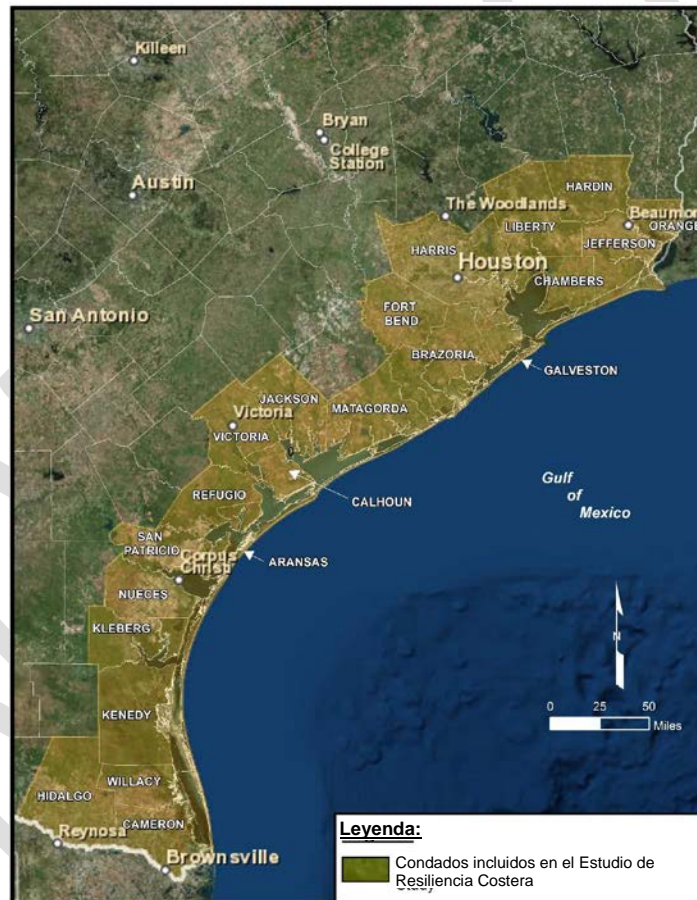 Killeen
Bryan
College
Station
Austin
The Woodlands
HARDIN
LIBERTY
Beaumon
ORANGE
JEFFERSON
HARRIS
Houston
CHAMBERS
San Antonio
FORT
BEND
BRAZORIA
GALVESTON
JACKSON
MATAGORDA
Victoria
VICTORIA
CALHOUN
REFUGIO
Gulf
of
Mexico
SAN
PATRICIO
Corpus
Christi
ARANSAS
NUECES
KLEBERG
N
KENEDY
0 25 50
Miles
WILLACY
HIDALGO
CAMERON
Reynosa
Brownsville
Leyenda:
Condados incluidos en el Estudio de
Resiliencia Costera